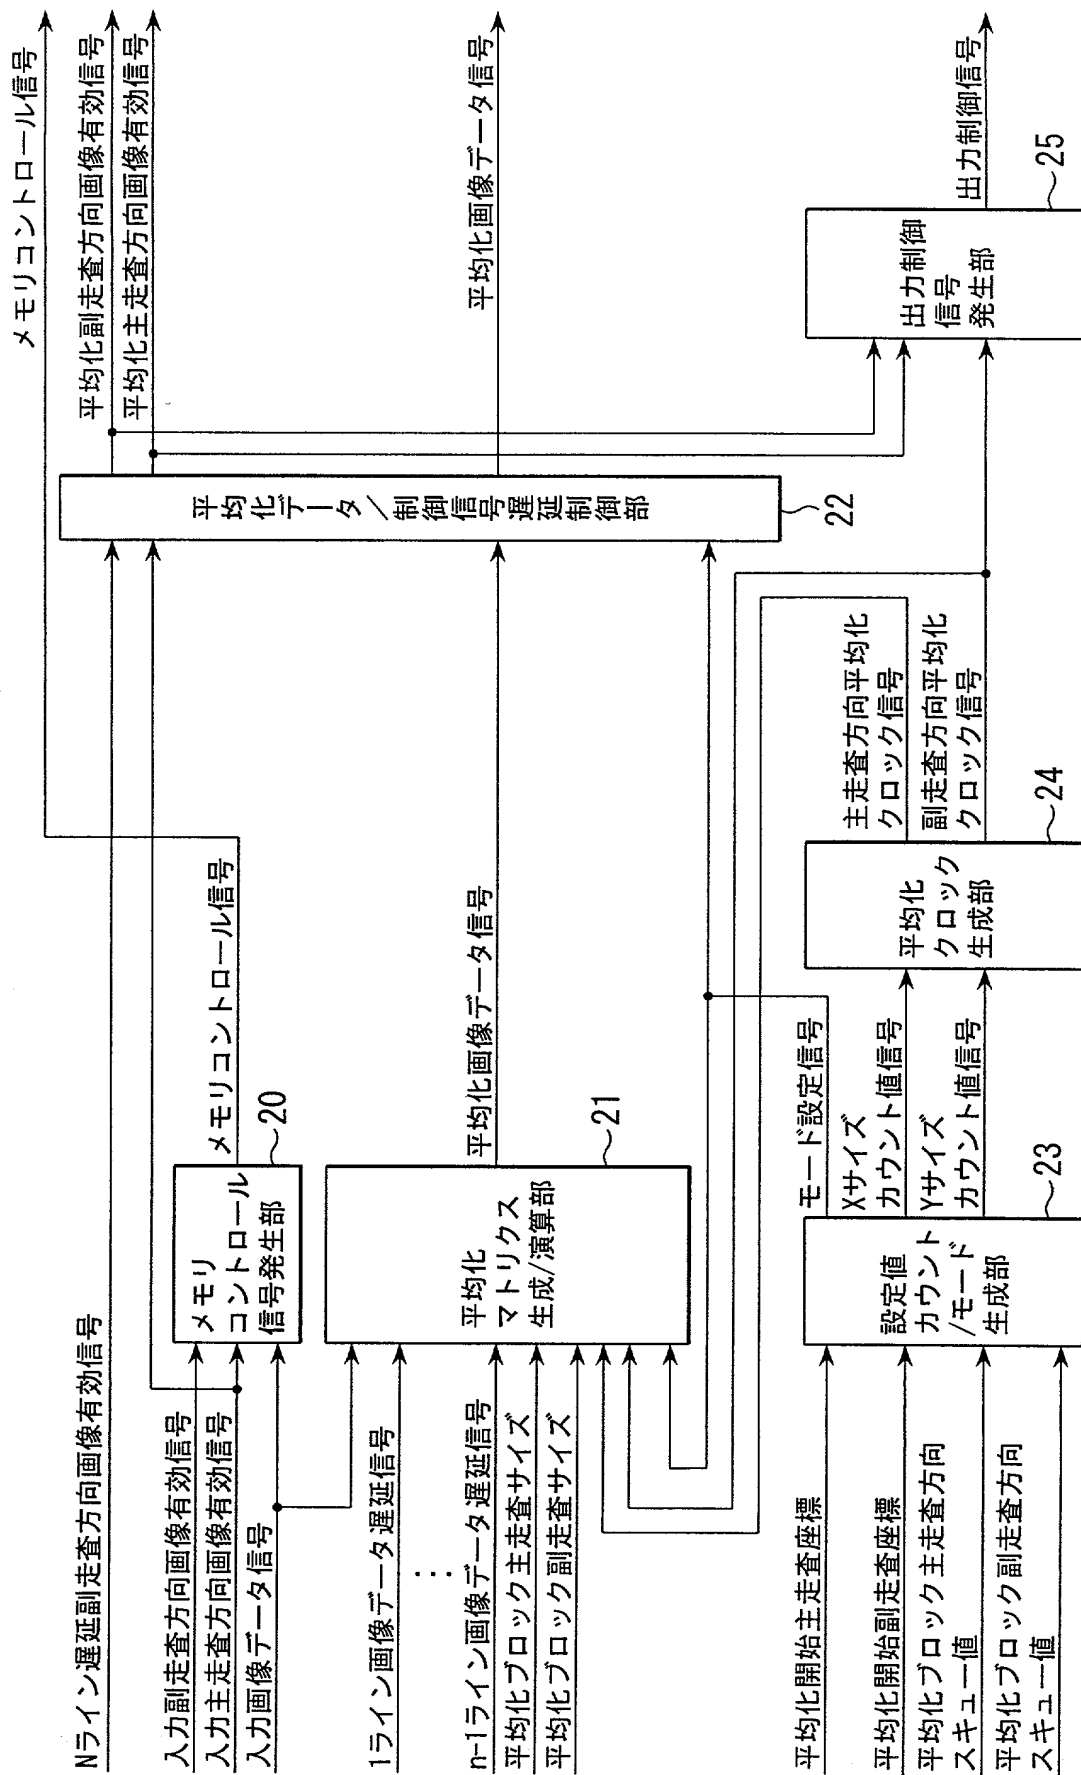 Nライン遅延副走査方向画像有効信号
入力副走査方向画像有効信号
入力主走査方向画像有効信号
入力画像データ信号
1ライン画像データ遅延信号
…
n-1ライン画像データ遅延信号
平均化ブロック主走査サイズ
平均化ブロック副走査サイズ
平均化開始主走査座標
平均化開始副走査座標
平均化ブロック主走査方向
スキュー値
平均化ブロック副走査方向
スキュー値
メモリ
コントロール
信号発生部
20
平均化
マトリクス
生成/演算部
21
設定値
カウント
/モード
生成部
23
メモリコントロール信号
平均化画像データ信号
モード設定信号
Xサイズ
カウント値信号
Yサイズ
カウント値信号
平均化
クロック
生成部
24
主走査方向平均化
クロック信号
副走査方向平均化
クロック信号
平均化データ/制御信号遅延制御部
22
出力制御
信号
発生部
25
メモリコントロール信号
平均化副走査方向画像有効信号
平均化主走査方向画像有効信号
平均化画像データ信号
出力制御信号